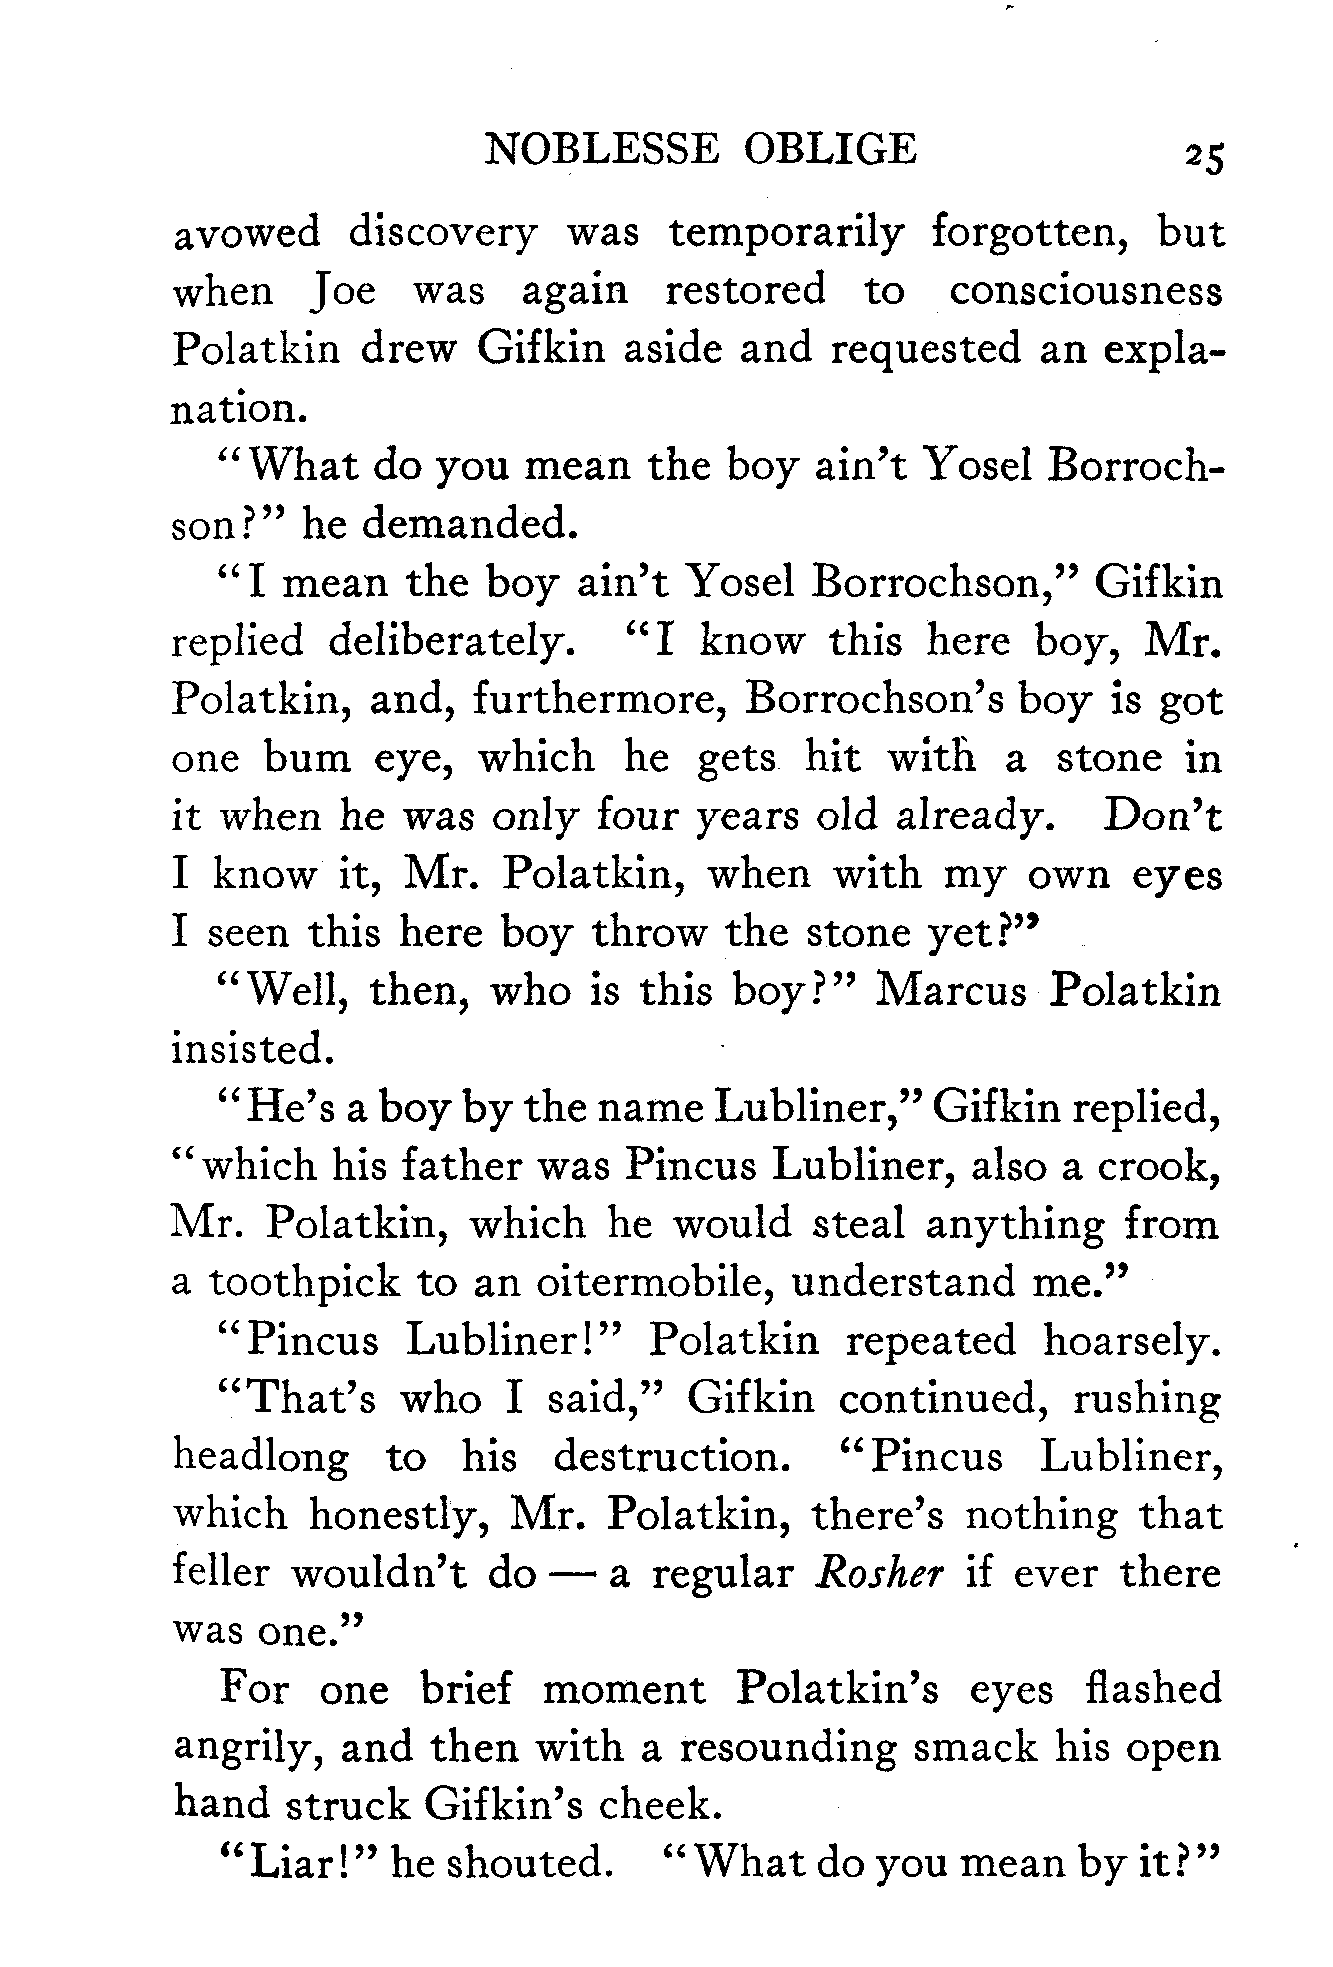 NOBLESSE OBLIGE 25
avowed discovery was temporarily forgotten, but
when Joe was again restored to consciousness
Polatkin drew Gifkin aside and requested an expla-
nation.
“What do you mean the boy ain’t Yosel Borroch-
son?” he demanded.
“I mean the boy ain’t Yosel Borrochson,” Gifkin
replied deliberately. “I know this here boy, Mr.
Polatkin, and, furthermore, Borrochson’s boy is got
one bum eye, which he gets hit with a stone in
it when he was only four years old already. Don’t
I know it, Mr. Polatkin, when with my own eyes
I seen this here boy throw the stone yet?”
“Well, then, who is this boy?” Marcus Polatkin
insisted.
“He’s a boy by the name Lubliner,” Gifkin replied,
“which his father was Pincus Lubliner, also a crook,
Mr. Polatkin, which he would steal anything from
a toothpick to an oitermobile, understand me.”
“Pincus Lubliner!” Polatkin repeated hoarsely.
“That’s who I said,” Gifkin continued, rushing
headlong to his destruction. “Pincus Lubliner,
which honestly, Mr. Polatkin, there’s nothing that
feller wouldn’t do — a regular Rosher if ever there
was one.”
For one brief moment Polatkin’s eyes flashed
angrily, and then with a resounding smack his open
hand struck Gifkin’s cheek.
“Liar!” he shouted. “What do you mean by it?”